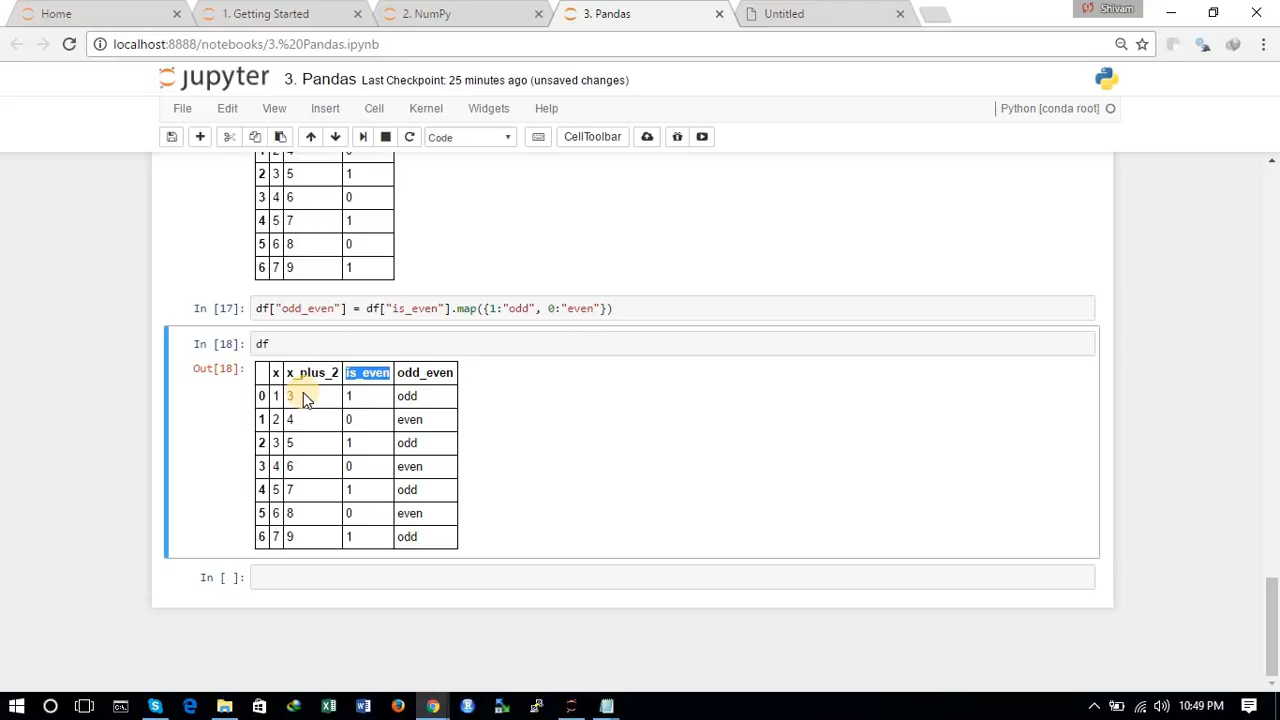 Home
1. Getting Started
2. NumPy
3. Pandas
Untitled
Shivam
localhost:8888/notebooks/3.%20Pandas.ipynb
jupyter 3. Pandas Last Checkpoint: 25 minutes ago (unsaved changes)
File Edit View Insert Cell Kernel Widgets Help Python [conda root]
Code CellToolbar
2 3 5 1
3 4 6 0
4 5 7 1
5 6 8 0
6 7 9 1
In [17]: df["odd_even"] = df["is_even"].map({1:"odd", 0:"even"})
In [18]: df
Out[18]: x x_plus_2 is_even odd_even
0 1 3 1 odd
1 2 4 0 even
2 3 5 1 odd
3 4 6 0 even
4 5 7 1 odd
5 6 8 0 even
6 7 9 1 odd
In [ ]:
10:49 PM